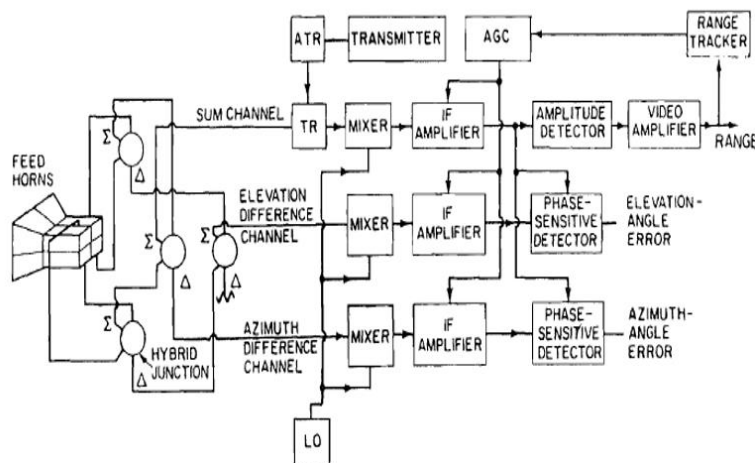 ATR
TRANSMITTER
AGC
RANGE
TRACKER
SUM CHANNEL
TR
MIXER
IF
AMPLIFIER
AMPLITUDE
DETECTOR
VIDEO
AMPLIFIER
RANGE
FEED
HORNS
Σ
Δ
ELEVATION
DIFFERENCE
CHANNEL
Σ
Δ
MIXER
IF
AMPLIFIER
PHASE-
SENSITIVE
DETECTOR
ELEVATION-
ANGLE
ERROR
Σ
Δ
Σ
Δ
HYBRID
JUNCTION
AZIMUTH
DIFFERENCE
CHANNEL
MIXER
IF
AMPLIFIER
PHASE-
SENSITIVE
DETECTOR
AZIMUTH-
ANGLE
ERROR
LO